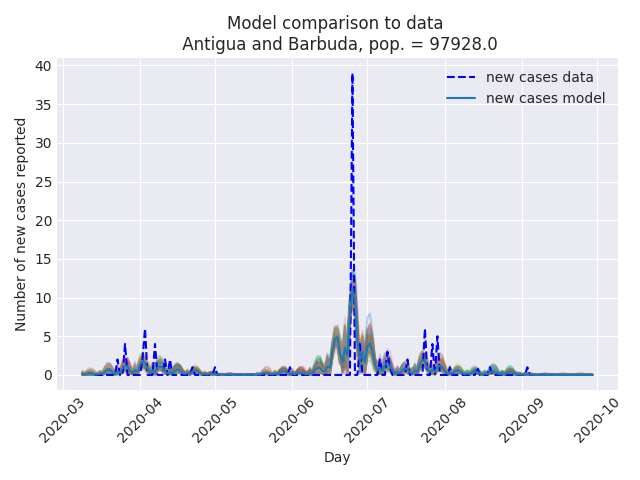 Model comparison to data
Antigua and Barbuda, pop. = 97928.0
new cases data
new cases model
Number of new cases reported
40
35
30
25
20
15
10
5
0
2020-03
2020-04
2020-05
2020-06
2020-07
2020-08
2020-09
2020-10
Day